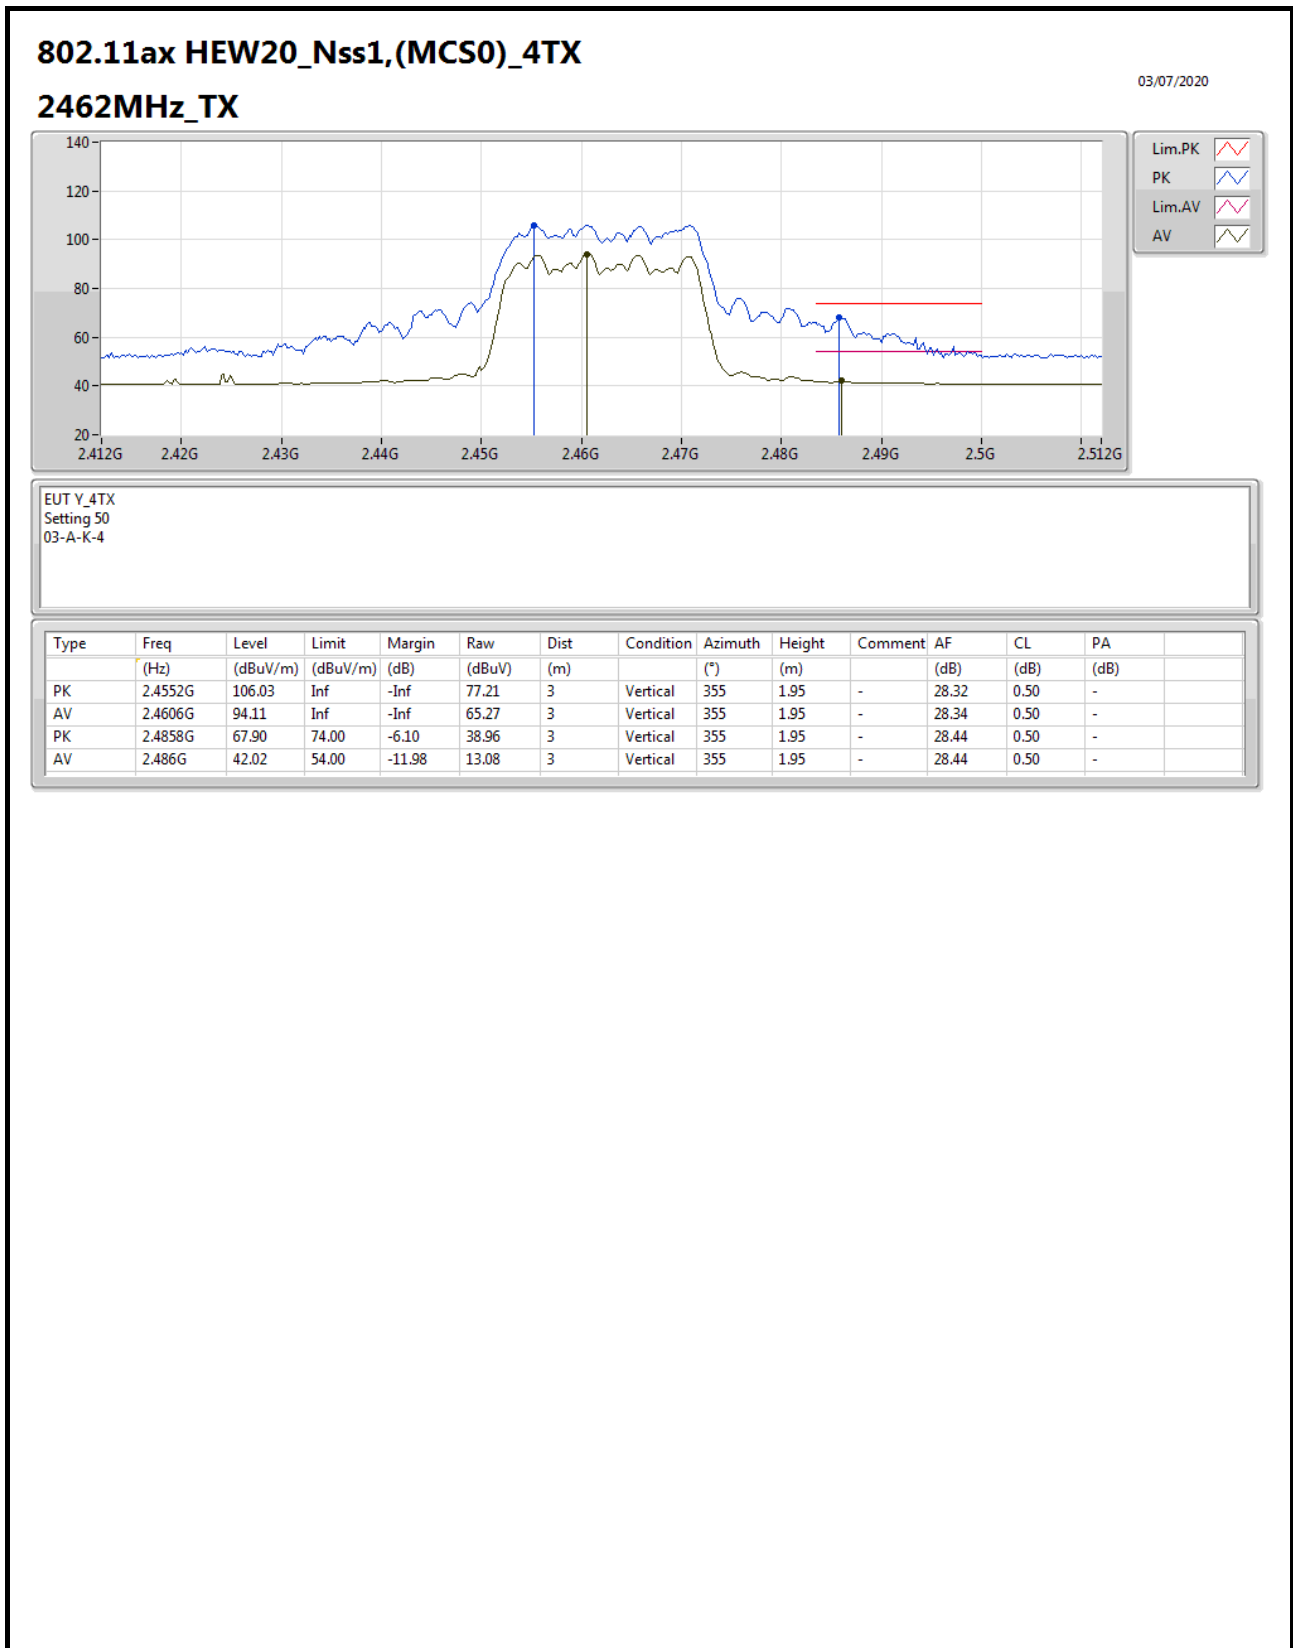 802.11ax HEW20_Nss1,(MCS0)_4TX
03/07/2020
2462MHz_TX
140
120
100
80
60
40
20
2.412G 2.42G 2.43G 2.44G 2.45G 2.46G 2.47G 2.48G 2.49G 2.5G 2.512G
Lim.PK
PK
Lim.AV
AV
EUT Y_4TX
Setting 50
03-A-K-4
Type Freq Level Limit Margin Raw Dist Condition Azimuth Height Comment AF CL PA
(Hz) (dBuV/m) (dBuV/m) (dB) (dBuV) (m) (°) (m) (dB) (dB) (dB)
PK 2.4552G 106.03 Inf -Inf 77.21 3 Vertical 355 1.95 - 28.32 0.50 -
AV 2.4606G 94.11 Inf -Inf 65.27 3 Vertical 355 1.95 - 28.34 0.50 -
PK 2.4858G 67.90 74.00 -6.10 38.96 3 Vertical 355 1.95 - 28.44 0.50 -
AV 2.486G 42.02 54.00 -11.98 13.08 3 Vertical 355 1.95 - 28.44 0.50 -